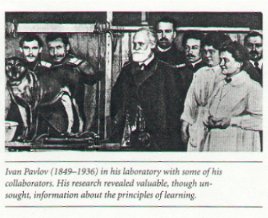 Ivan Pavlov (1849–1936) in his laboratory with some of his
collaborators. His research revealed valuable, though un-
sought, information about the principles of learning.